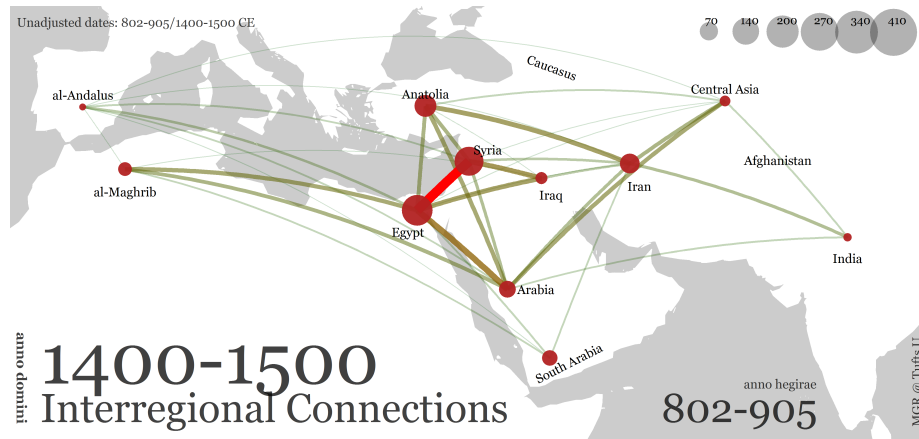 Unadjusted dates: 802-905/1400-1500 CE
70 140 200 270 340 410
Caucasus
al-Andalus
Anatolia
Central Asia
Syria
Afghanistan
al-Maghrib
Iraq
Iran
Egypt
India
Arabia
South Arabia
anno domini
1400-1500
Interregional Connections
anno hegirae
802-905
MGR @ Tufts U